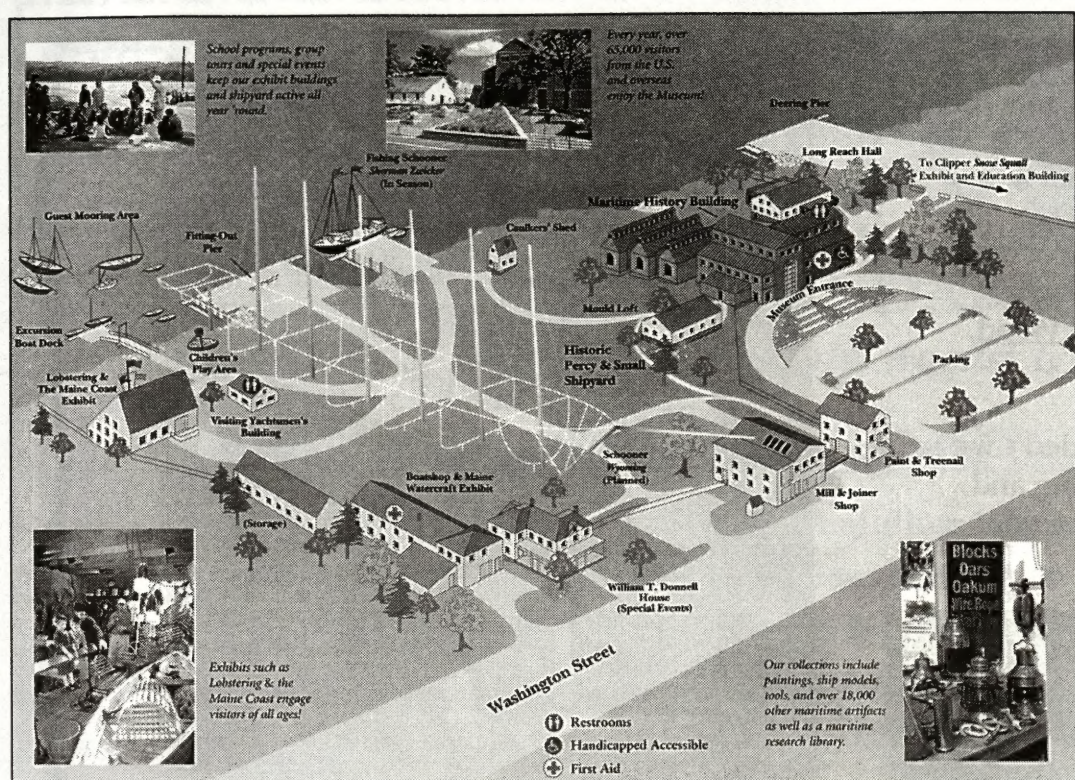 School programs, group
tours and special events
keep our exhibit buildings
and shipyard active all
year 'round.
Every year, over
65,000 visitors
from the U.S.
and overseas
enjoy the Museum!
Deering Pier
Long Reach Hall
To Clipper Snow Squall
Exhibit and Education Building
Fishing Schooner
Sherman Zwicker
(In Season)
Maritime History Building
Guest Mooring Area
Fitting-Out
Pier
Caulkers' Shed
Museum Entrance
Mould Loft
Excursion
Boat Dock
Children's
Play Area
Historic
Percy & Small
Shipyard
Parking
Lobstering &
The Maine Coast
Exhibit
Visiting Yachtsmen's
Building
Schooner
Wyoming
(Planned)
Paint & Treenail
Shop
Boatshop & Maine
Watercraft Exhibit
Mill & Joiner
Shop
(Storage)
William T. Donnell
House
(Special Events)
Blocks
Oars
Oakum
Wire Rope
Washington Street
Exhibits such as
Lobstering & the
Maine Coast engage
visitors of all ages!
Our collections include
paintings, ship models,
tools, and over 18,000
other maritime artifacts
as well as a maritime
research library.
Restrooms
Handicapped Accessible
First Aid